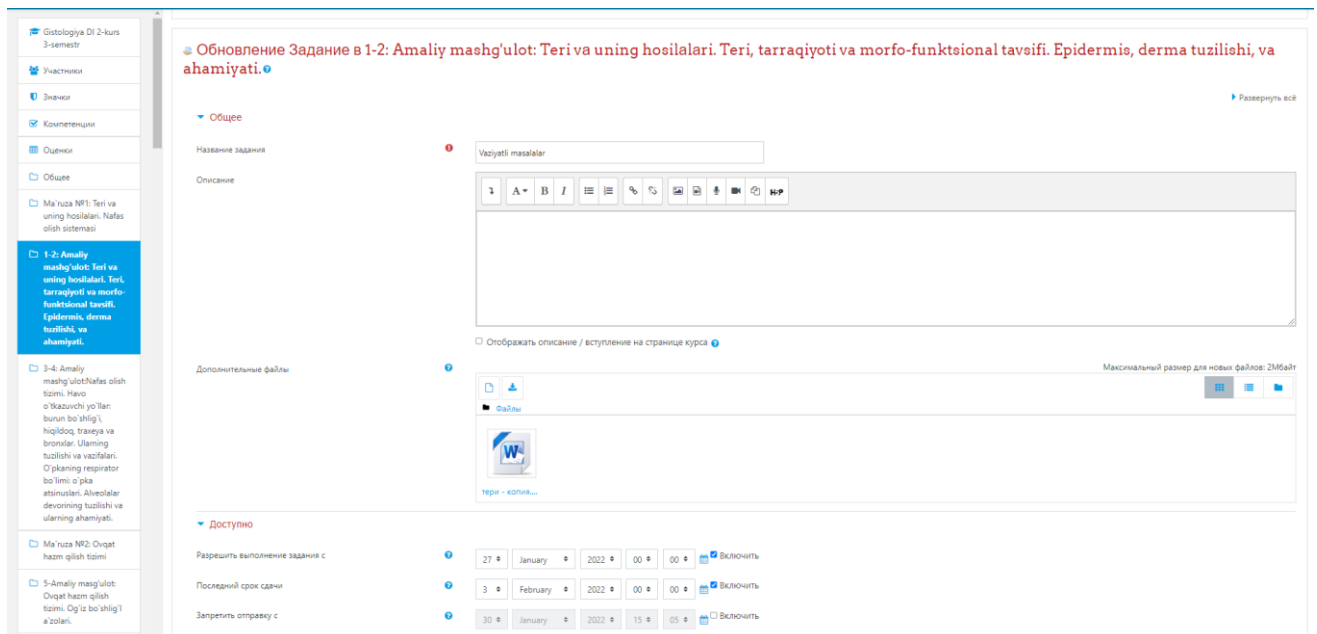 Gistologiya DI 2-kurs
3-semestr
Участники
Значки
Компетенции
Оценки
Общее
Ma`ruza №1: Teri va
uning hosilalari. Nafas
olish sistemasi
1-2: Amaliy
mashg'ulot: Teri va
uning hosilalari. Teri,
tarraqiyoti va morfo-
funktsional tavsifi.
Epidermis, derma
tuzilishi, va
ahamiyati.
3-4: Amaliy
mashg`ulot:Nafas olish
tizimi. Havo
o`tkazuvchi yo`llar:
burun bo`shlig`i,
hiqildoq, traxeya va
bronxlar. Ularning
tuzilishi va vazifalari.
O`pkaning respirator
bo`limi: o`pka
atsinuslari. Alveolalar
devorining tuzilishi va
ularning ahamiyati.
Ma'ruza №2: Ovqat
hazm qilish tizimi
5-Amaliy masg'ulot:
Ovqat hazm qilish
tizimi. Og'iz bo'shlig'I
a'zolari.
Обновление Задание в 1-2: Amaliy mashg'ulot: Teri va uning hosilalari. Teri, tarraqiyoti va morfo-funktsional tavsifi. Epidermis, derma tuzilishi, va
ahamiyati.
Развернуть всё
Общее
Название задания
Vaziyatli masalalar
Описание
A B I H-P
Отображать описание / вступление на странице курса
Дополнительные файлы
Максимальный размер для новых файлов: 2Мбайт
Файлы
W
тери - копия....
Доступно
Разрешить выполнение задания с 27 January 2022 00 00 Включить
Последний срок сдачи 3 February 2022 00 00 Включить
Запретить отправку с 30 January 2022 15 05 Включить